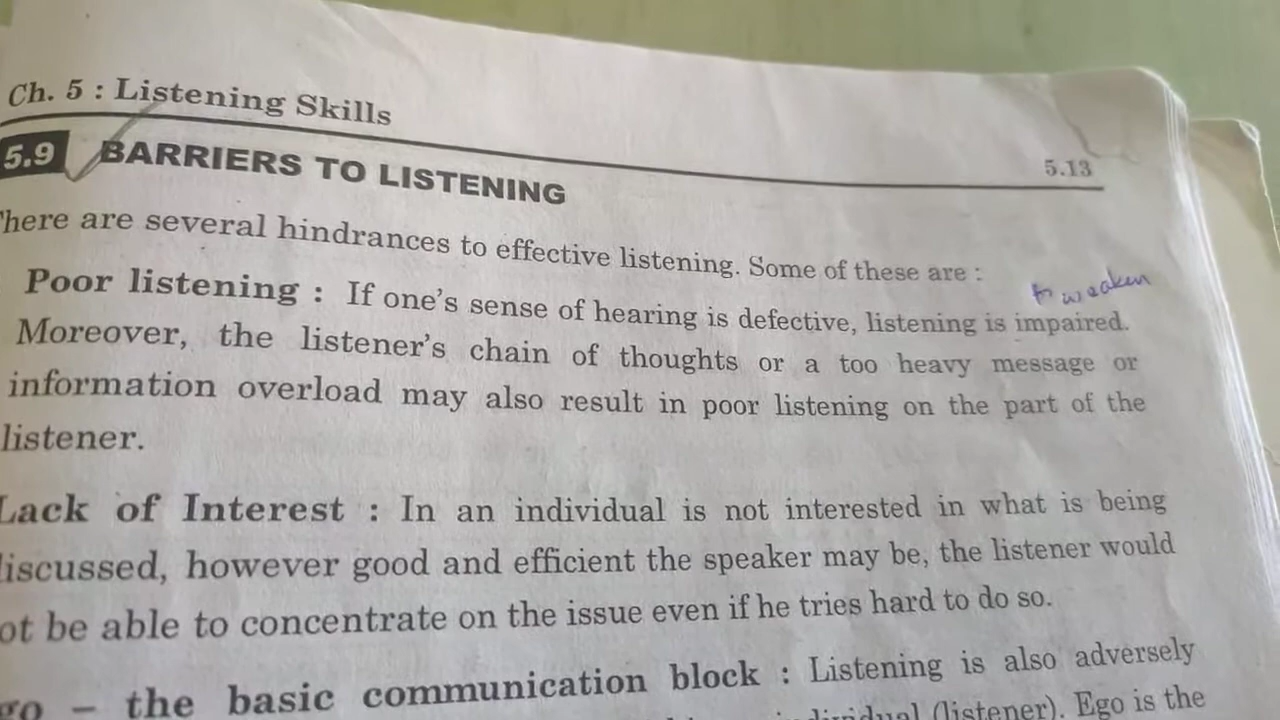 Ch. 5 : Listening Skills
5.13
5.9 BARRIERS TO LISTENING
here are several hindrances to effective listening. Some of these are :
to weaken
Poor listening : If one's sense of hearing is defective, listening is impaired.
Moreover, the listener's chain of thoughts or a too heavy message or
information overload may also result in poor listening on the part of the
listener.
Lack of Interest : In an individual is not interested in what is being
iscussed, however good and efficient the speaker may be, the listener would
ot be able to concentrate on the issue even if he tries hard to do so.
go – the basic communication block : Listening is also adversely
individual (listener). Ego is the